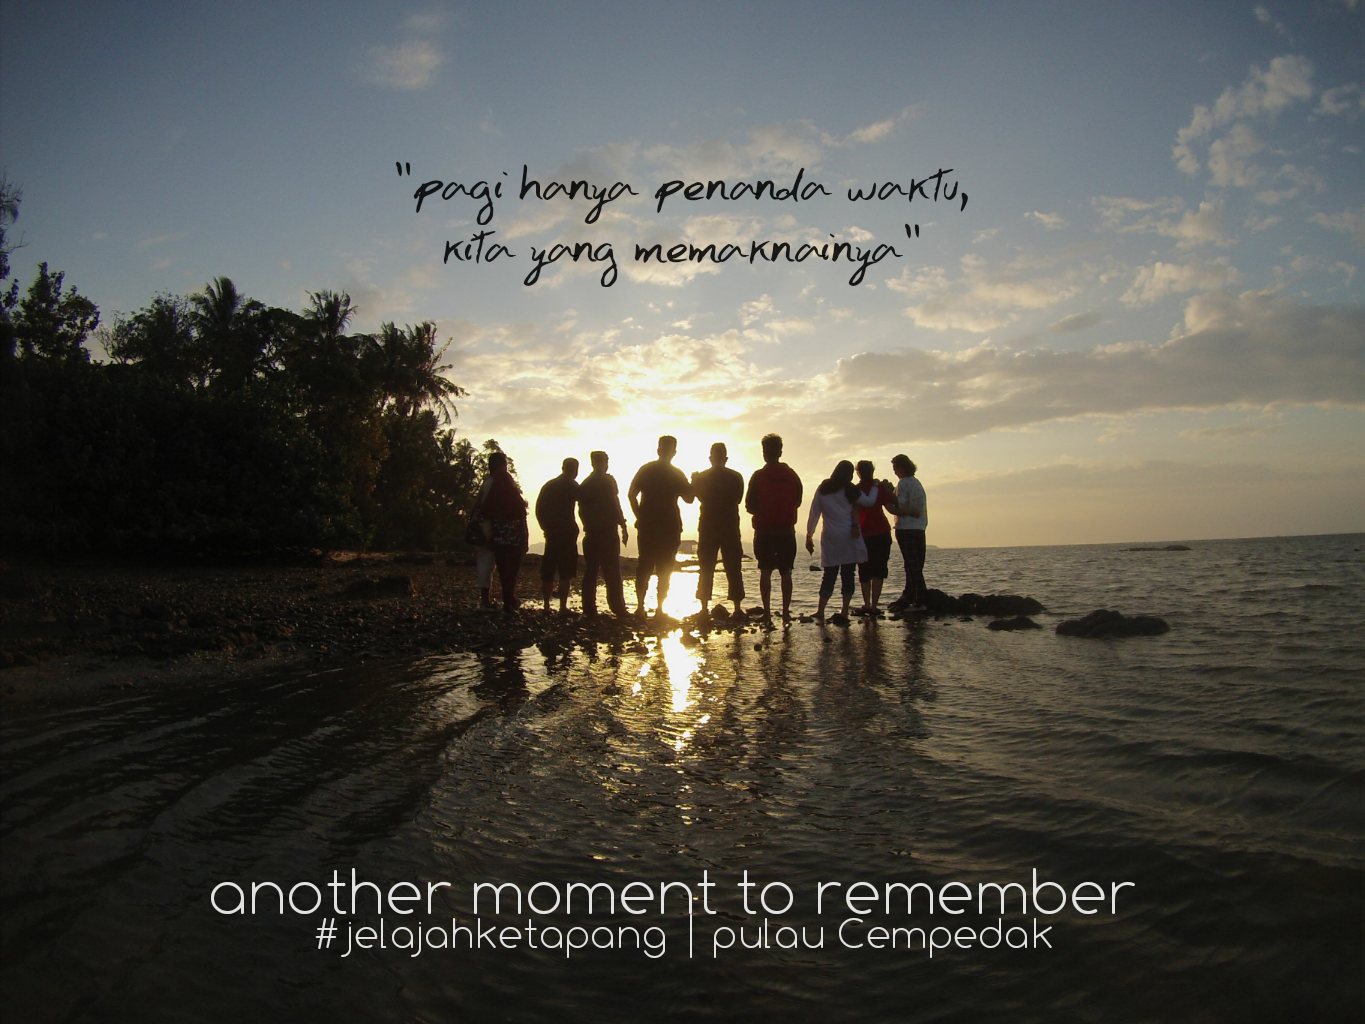 "pagi hanya penanda waktu,
kita yang memaknainya"
another moment to remember
#jelajahketapang | pulau Cempedak